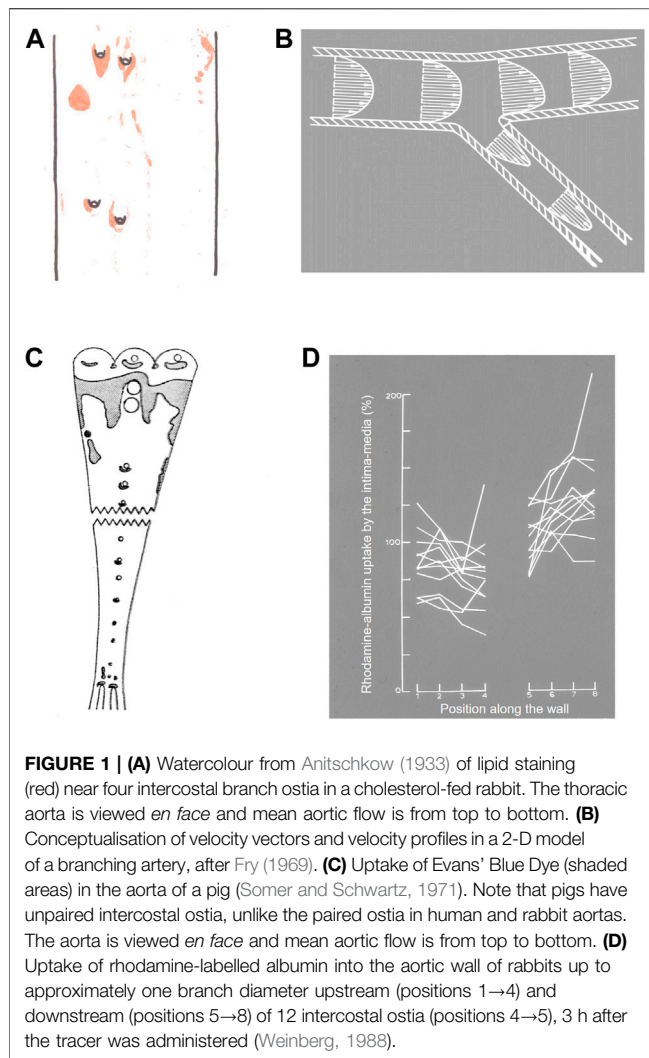 A
B
C
D
200
100
0
Rhodamine-albumin uptake by the intima-media (%)
1 2 3 4 5 6 7 8
Position along the wall
FIGURE 1 | (A) Watercolour from Anitschkow (1933) of lipid staining
(red) near four intercostal branch ostia in a cholesterol-fed rabbit. The thoracic
aorta is viewed en face and mean aortic flow is from top to bottom. (B)
Conceptualisation of velocity vectors and velocity profiles in a 2-D model
of a branching artery, after Fry (1969). (C) Uptake of Evans’ Blue Dye (shaded
areas) in the aorta of a pig (Somer and Schwartz, 1971). Note that pigs have
unpaired intercostal ostia, unlike the paired ostia in human and rabbit aortas.
The aorta is viewed en face and mean aortic flow is from top to bottom. (D)
Uptake of rhodamine-labelled albumin into the aortic wall of rabbits up to
approximately one branch diameter upstream (positions 1→4) and
downstream (positions 5→8) of 12 intercostal ostia (positions 4→5), 3 h after
the tracer was administered (Weinberg, 1988).